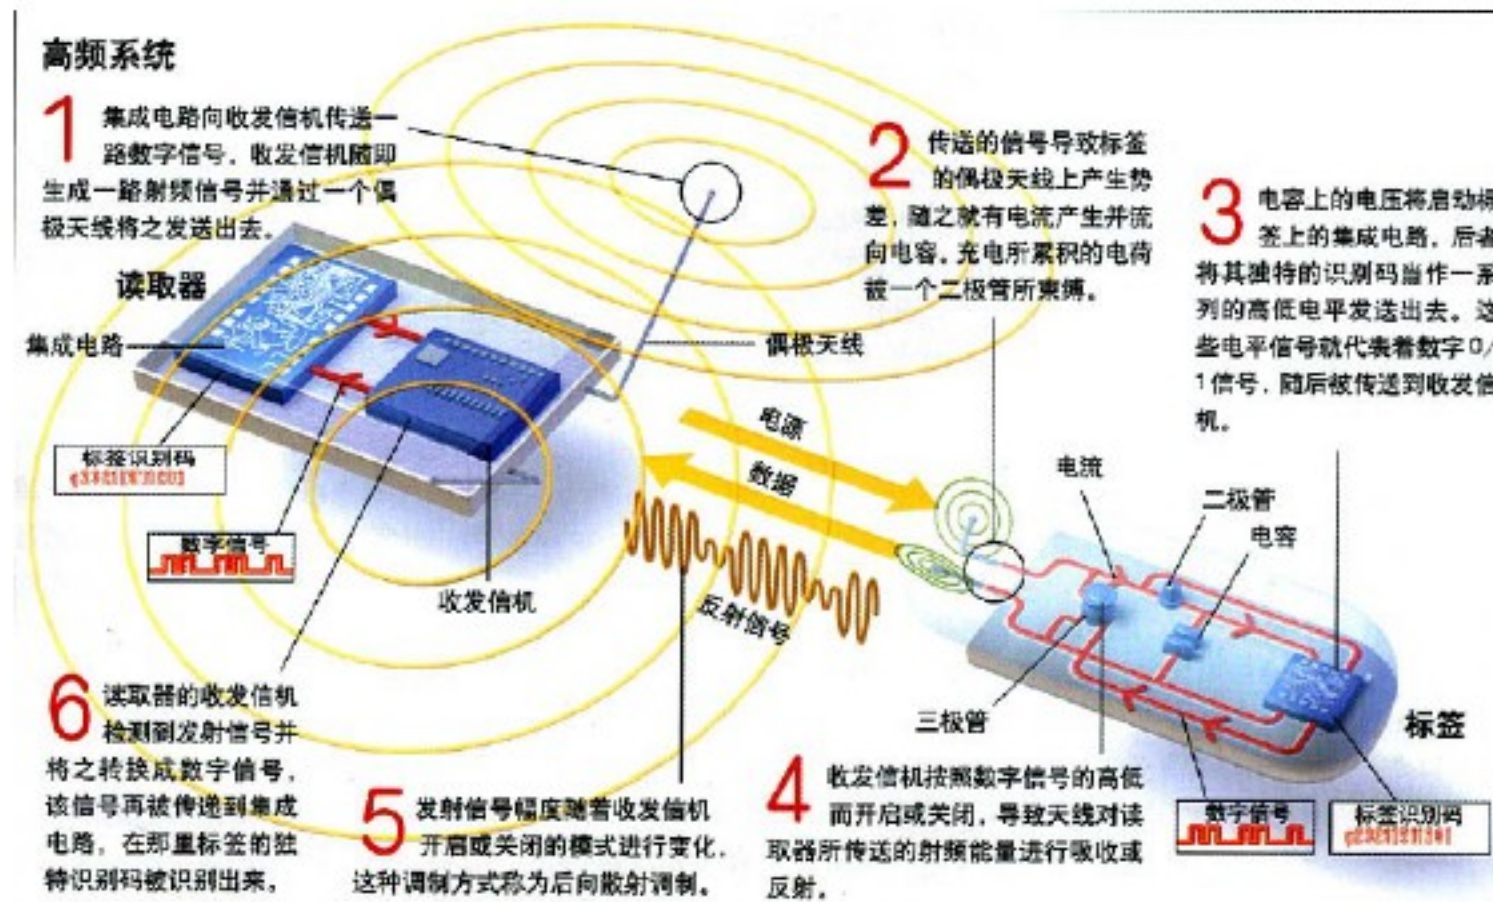 高频系统
1 集成电路向收发信机传送一
路数字信号，收发信机随即
生成一路射频信号并通过一个偶
极天线将之发送出去。
2 传送的信号导致标签
的偶极天线上产生势
差，随之就有电流产生并流
向电容。充电所累积的电荷
被一个二极管所束缚。
3 电容上的电压将启动标
签上的集成电路，后者
将其独特的识别码当作一系
列的高低电平发送出去。这
些电平信号就代表着数字0/
1信号，随后被传送到收发信
机。
读取器
集成电路
偶极天线
标签识别码
数字信号
收发信机
电源
数据
反射信号
电流
二极管
电容
三极管
标签
数字信号
标签识别码
4 收发信机按照数字信号的高低
而开启或关闭，导致天线对读
取器所传送的射频能量进行吸收或
反射。
5 发射信号幅度随着收发信机
开启或关闭的模式进行变化，
这种调制方式称为后向散射调制。
6 读取器的收发信机
检测到发射信号并
将之转换成数字信号，
该信号再被传递到集成
电路，在那里标签的独
特识别码被识别出来。